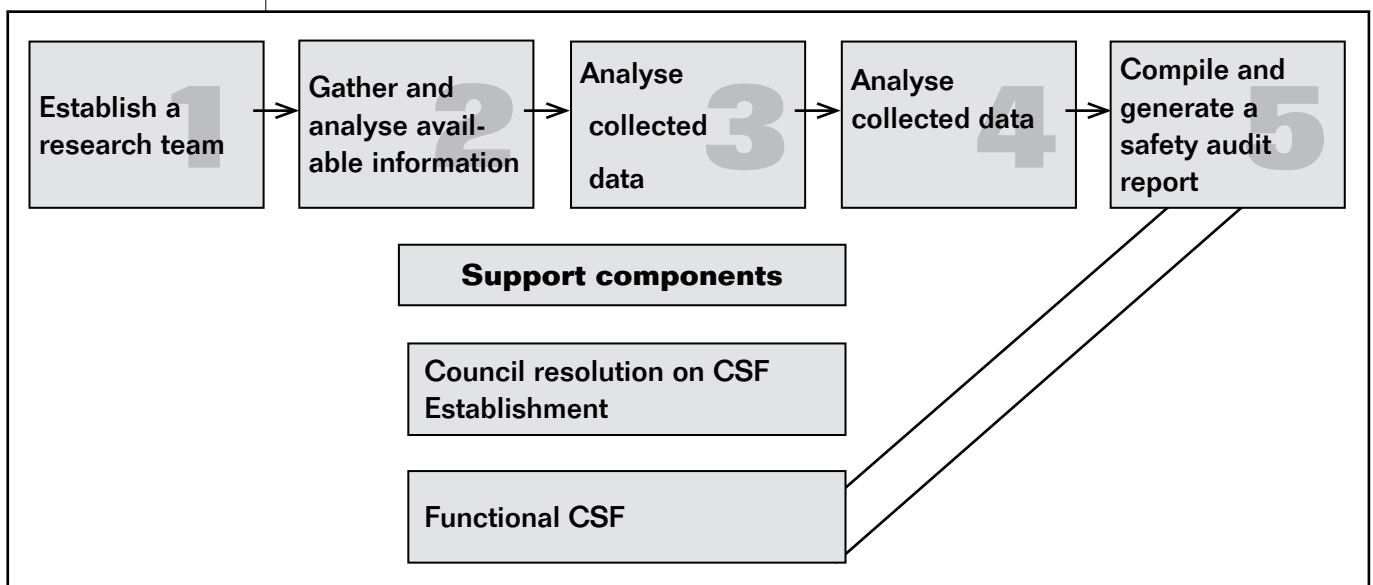 1
Establish a
research team
2
Gather and
analyse avail-
able information
3
Analyse
collected
data
4
Analyse
collected data
5
Compile and
generate a
safety audit
report
Support components
Council resolution on CSF
Establishment
Functional CSF